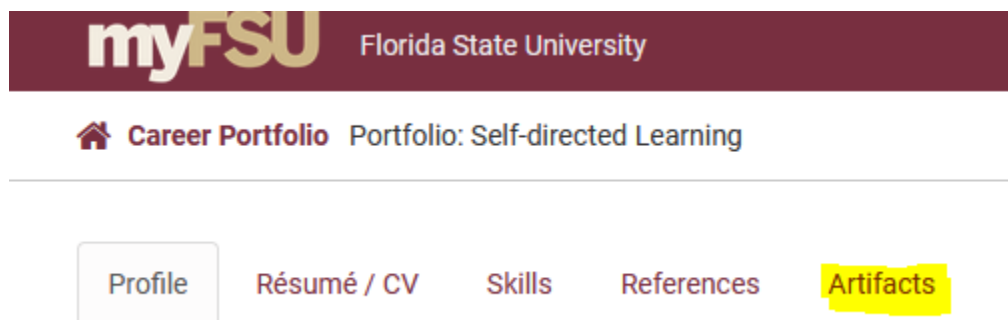 myFSU Florida State University
Career Portfolio Portfolio: Self-directed Learning
Profile Résumé / CV Skills References Artifacts